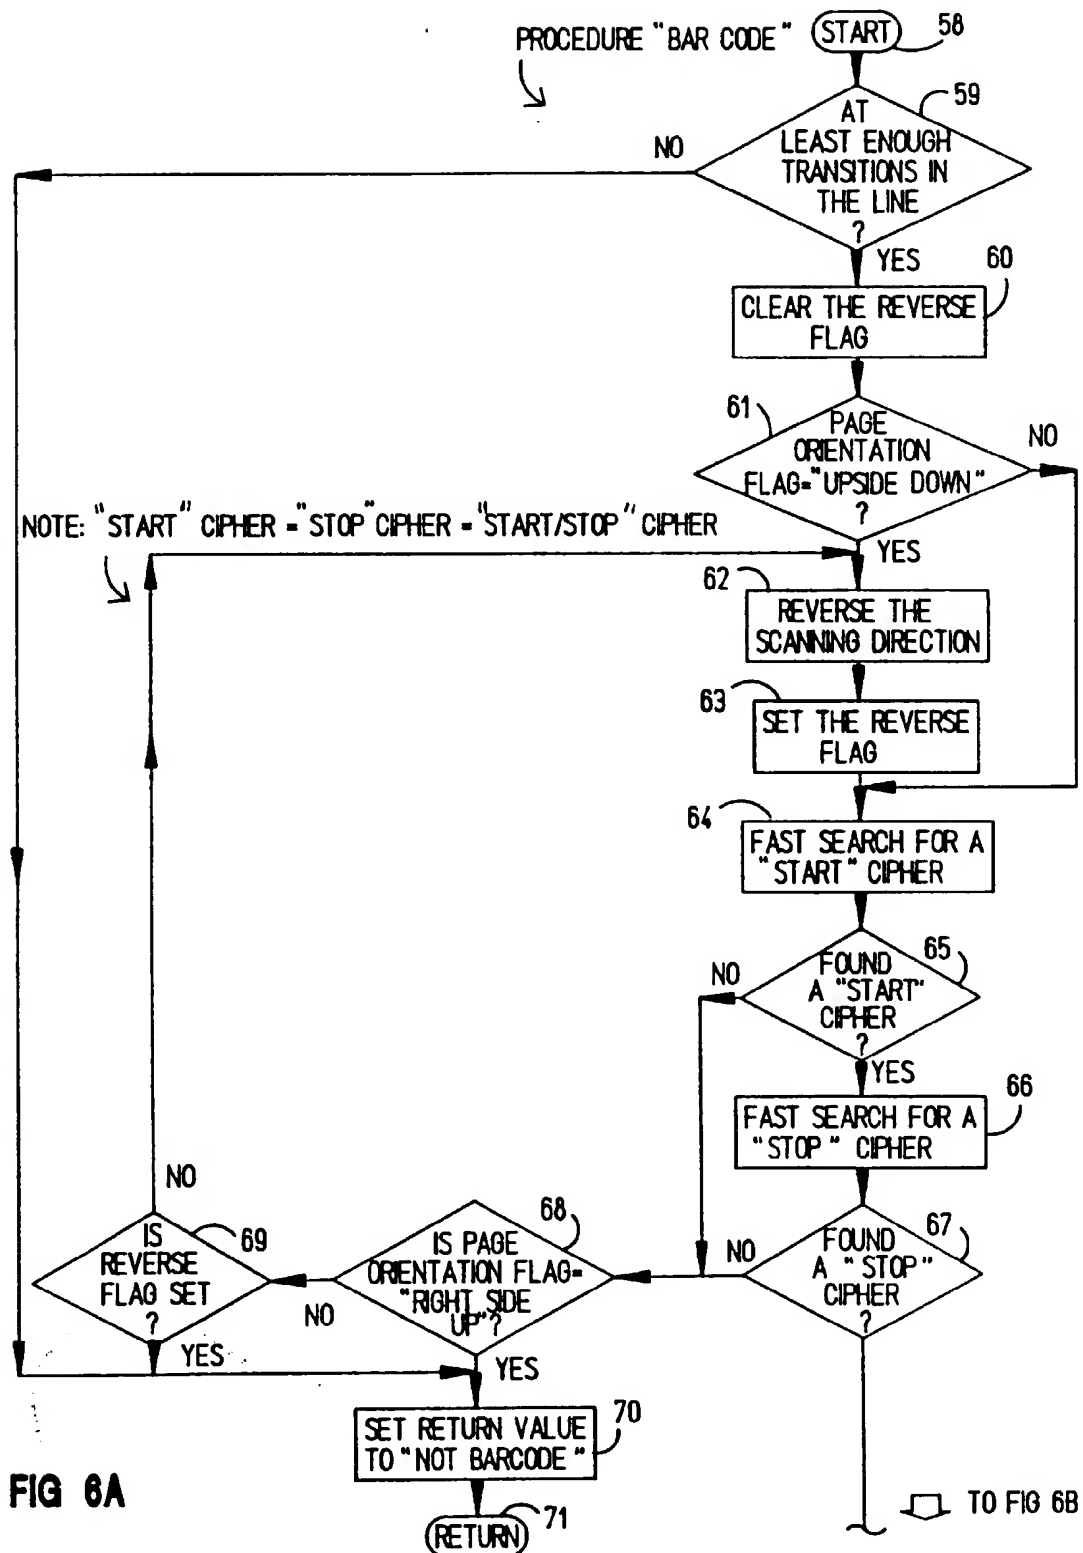 PROCEDURE "BAR CODE"
START
58
AT
LEAST ENOUGH
TRANSITIONS IN
THE LINE
?
59
NO
YES
60
CLEAR THE REVERSE
FLAG
61
PAGE
ORIENTATION
FLAG="UPSIDE DOWN"
?
NO
YES
NOTE: "START" CIPHER = "STOP" CIPHER = "START/STOP" CIPHER
62
REVERSE THE
SCANNING DIRECTION
63
SET THE REVERSE
FLAG
64
FAST SEARCH FOR A
"START" CIPHER
65
FOUND
A "START"
CIPHER
?
NO
YES
66
FAST SEARCH FOR A
"STOP" CIPHER
67
FOUND
A "STOP"
CIPHER
?
NO
68
IS PAGE
ORIENTATION FLAG=
"RIGHT SIDE
UP"?
NO
YES
69
IS
REVERSE
FLAG SET
?
NO
YES
70
SET RETURN VALUE
TO "NOT BARCODE"
71
RETURN
FIG 6A
TO FIG 6B